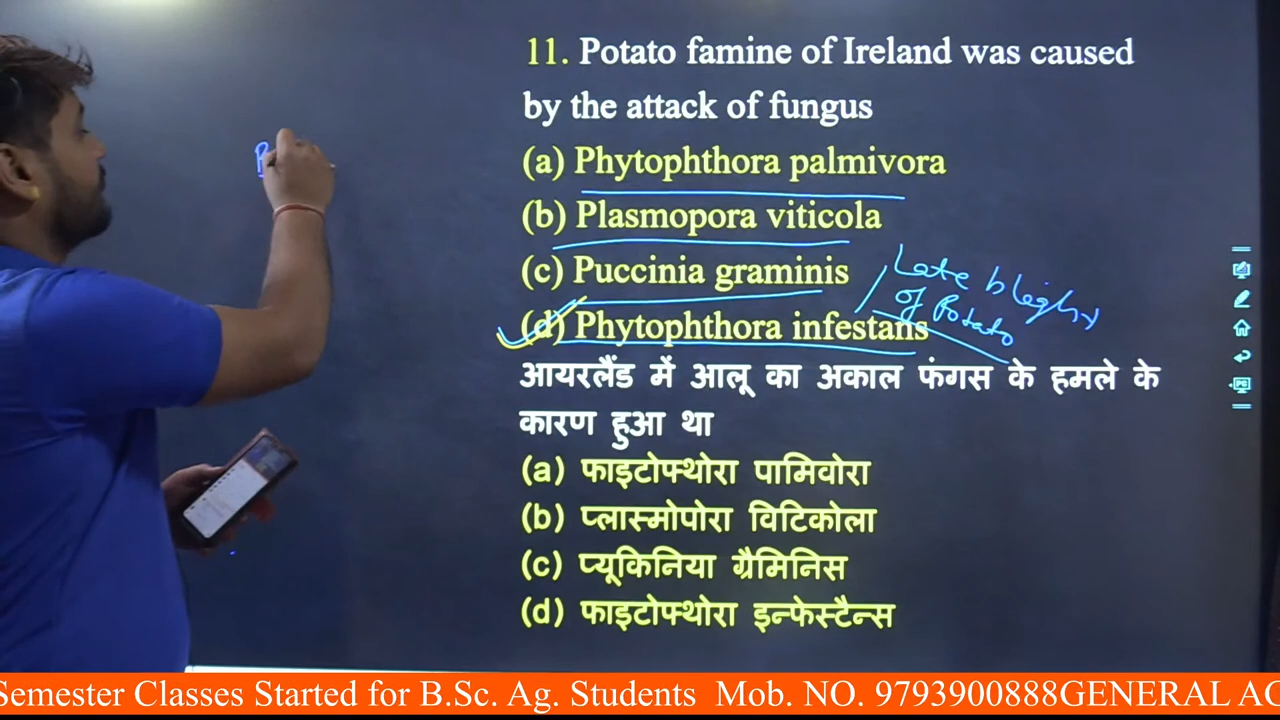 11. Potato famine of Ireland was caused
by the attack of fungus
(a) Phytophthora palmivora
(b) Plasmopora viticola
(c) Puccinia graminis
Late blight
of Potato
(d) Phytophthora infestans
आयरलैंड में आलू का अकाल फंगस के हमले के
कारण हुआ था
(a) फाइटोफ्थोरा पामिवोरा
(b) प्लास्मोपोरा विटिकोला
(c) प्यूकिनिया ग्रैमिनिस
(d) फाइटोफ्थोरा इन्फेस्टैन्स
Semester Classes Started for B.Sc. Ag. Students Mob. NO. 9793900888GENERAL AG